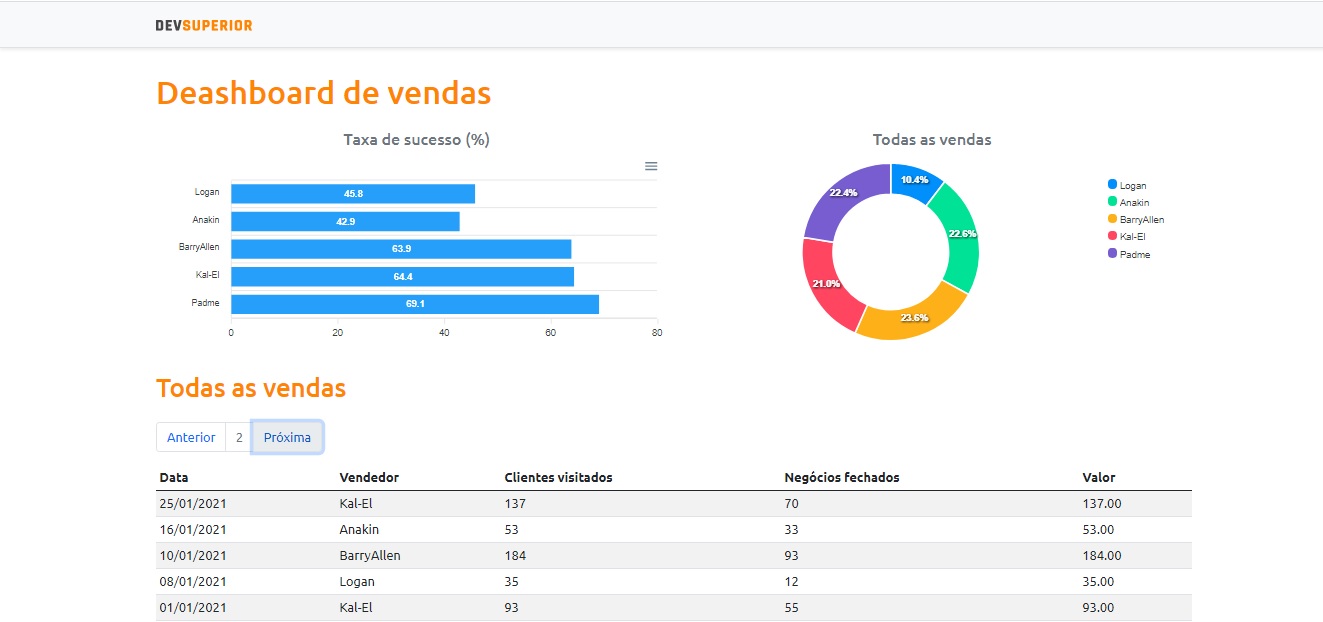 DEVSUPERIOR
Deashboard de vendas
Taxa de sucesso (%)
Logan 45.8
Anakin 42.9
BarryAllen 63.9
Kal-El 64.4
Padme 69.1
0 20 40 60 80
Todas as vendas
10.4%
22.6%
23.6%
21.0%
22.4%
Logan
Anakin
BarryAllen
Kal-El
Padme
Todas as vendas
Anterior 2 Próxima
Data Vendedor Clientes visitados Negócios fechados Valor
25/01/2021 Kal-El 137 70 137.00
16/01/2021 Anakin 53 33 53.00
10/01/2021 BarryAllen 184 93 184.00
08/01/2021 Logan 35 12 35.00
01/01/2021 Kal-El 93 55 93.00